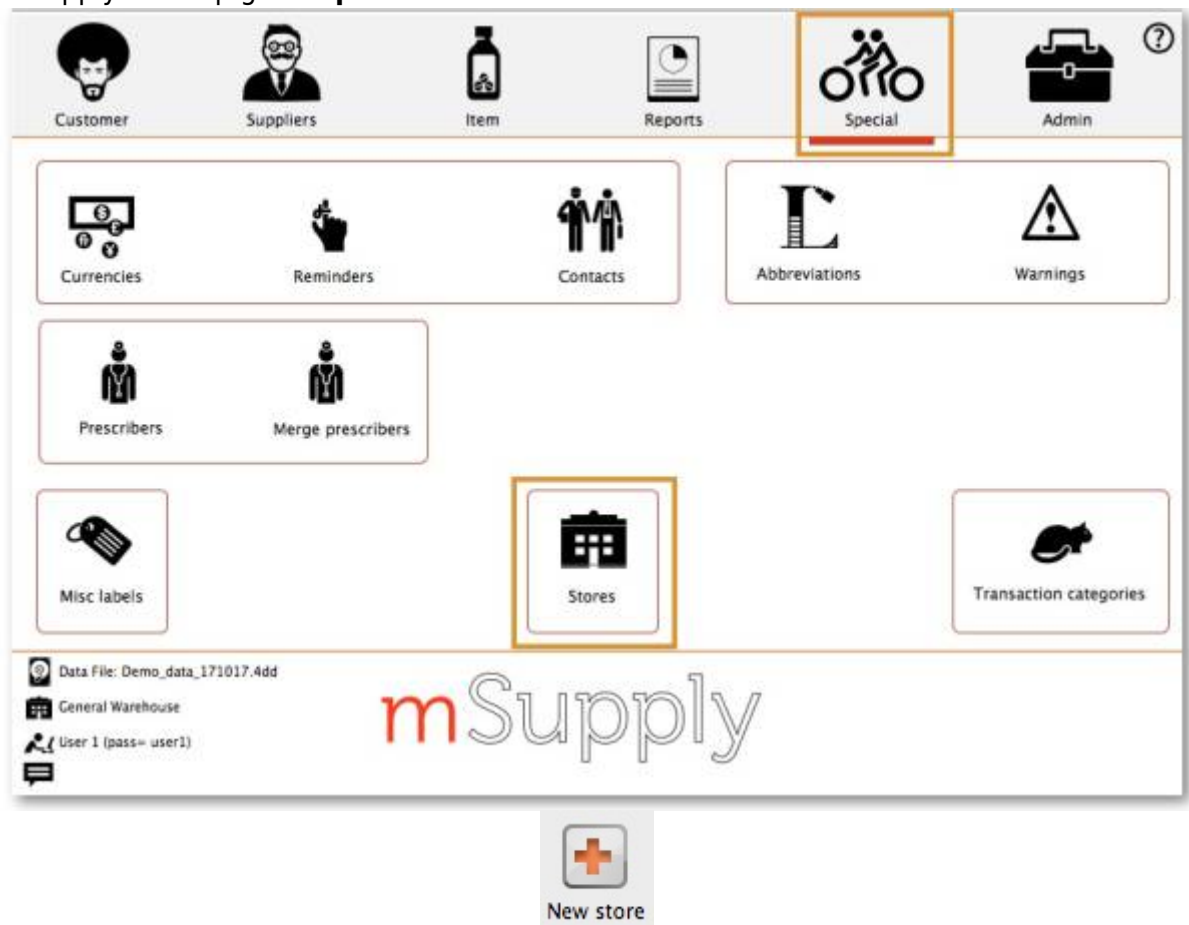 Customer Suppliers Item Reports Special Admin ?
Currencies Reminders Contacts Abbreviations Warnings
Prescribers Merge prescribers
Misc labels Stores Transaction categories
Data File: Demo_data_171017.4dd
General Warehouse
User 1 (pass= user1)
mSupply
New store